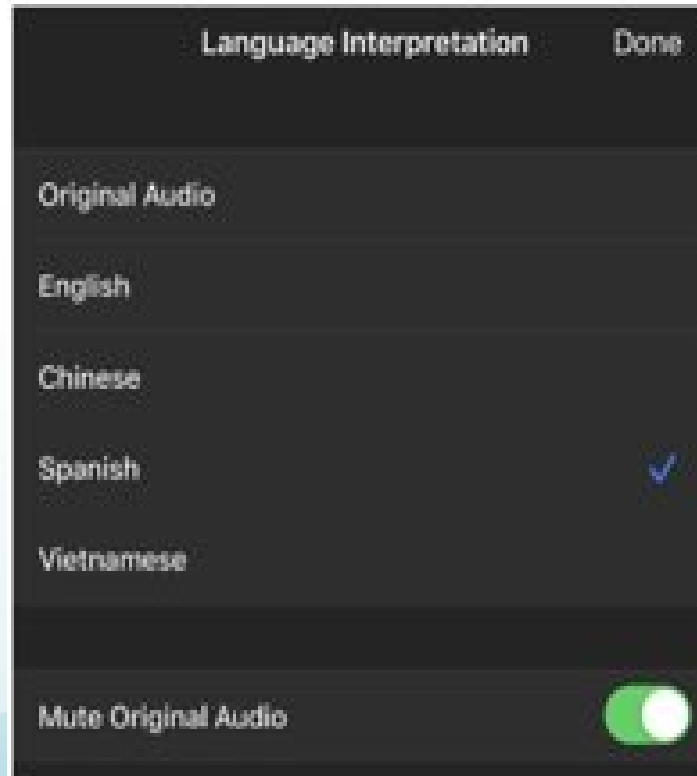 Language Interpretation Done
Original Audio
English
Chinese
Spanish
Vietnamese
Mute Original Audio